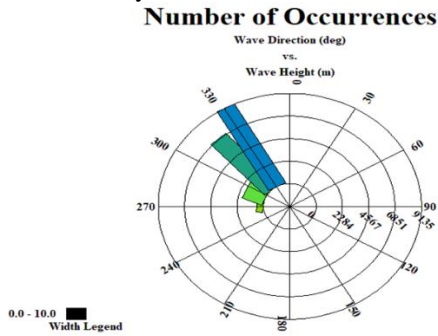 Number of Occurrences
Wave Direction (deg)
vs.
Wave Height (m)
0
30
60
90
120
150
180
210
240
270
300
330
0
2284
4567
6851
9135
0.0 - 10.0
Width Legend